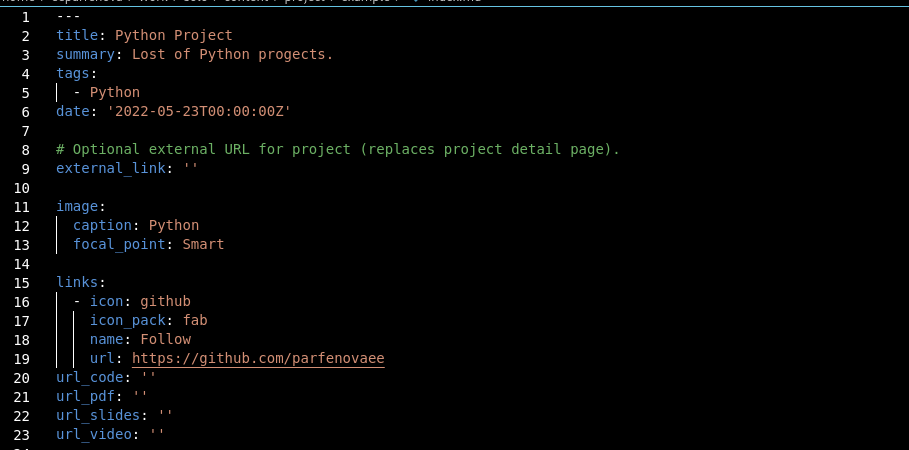 1 ---
2 title: Python Project
3 summary: Lost of Python progects.
4 tags:
5 - Python
6 date: '2022-05-23T00:00:00Z'
7
8 # Optional external URL for project (replaces project detail page).
9 external_link: ''
10
11 image:
12 caption: Python
13 focal_point: Smart
14
15 links:
16 - icon: github
17 icon_pack: fab
18 name: Follow
19 url: https://github.com/parfenovaee
20 url_code: ''
21 url_pdf: ''
22 url_slides: ''
23 url_video: ''